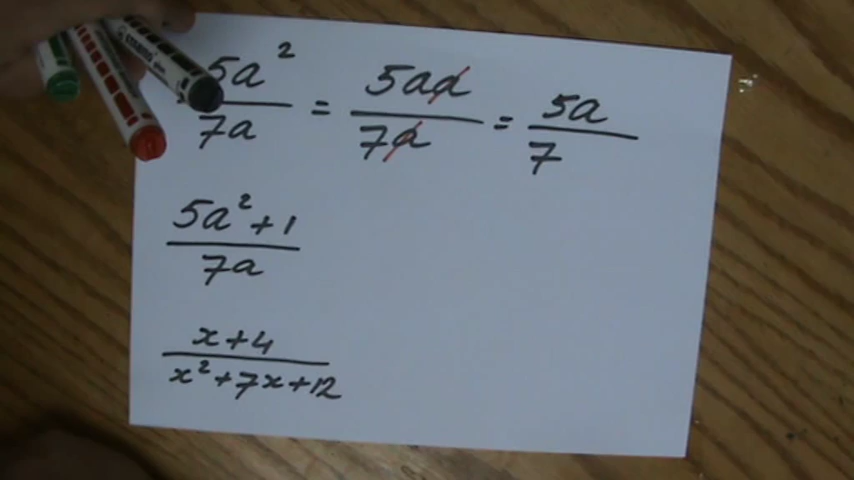 5a² / 7a = 5aa / 7a = 5a / 7
5a² + 1 / 7a
x + 4 / x² + 7x + 12